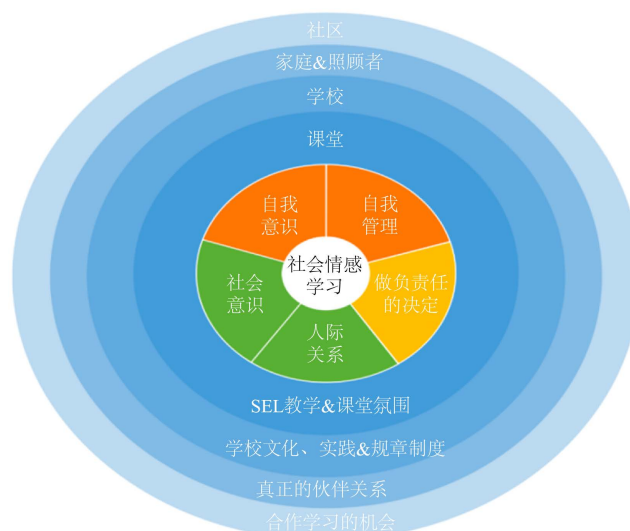 社区
家庭&照顾者
学校
课堂
自我
意识
自我
管理
社会情感
学习
社会
意识
做负责任
的决定
人际
关系
SEL教学&课堂氛围
学校文化、实践&规章制度
真正的伙伴关系
合作学习的机会